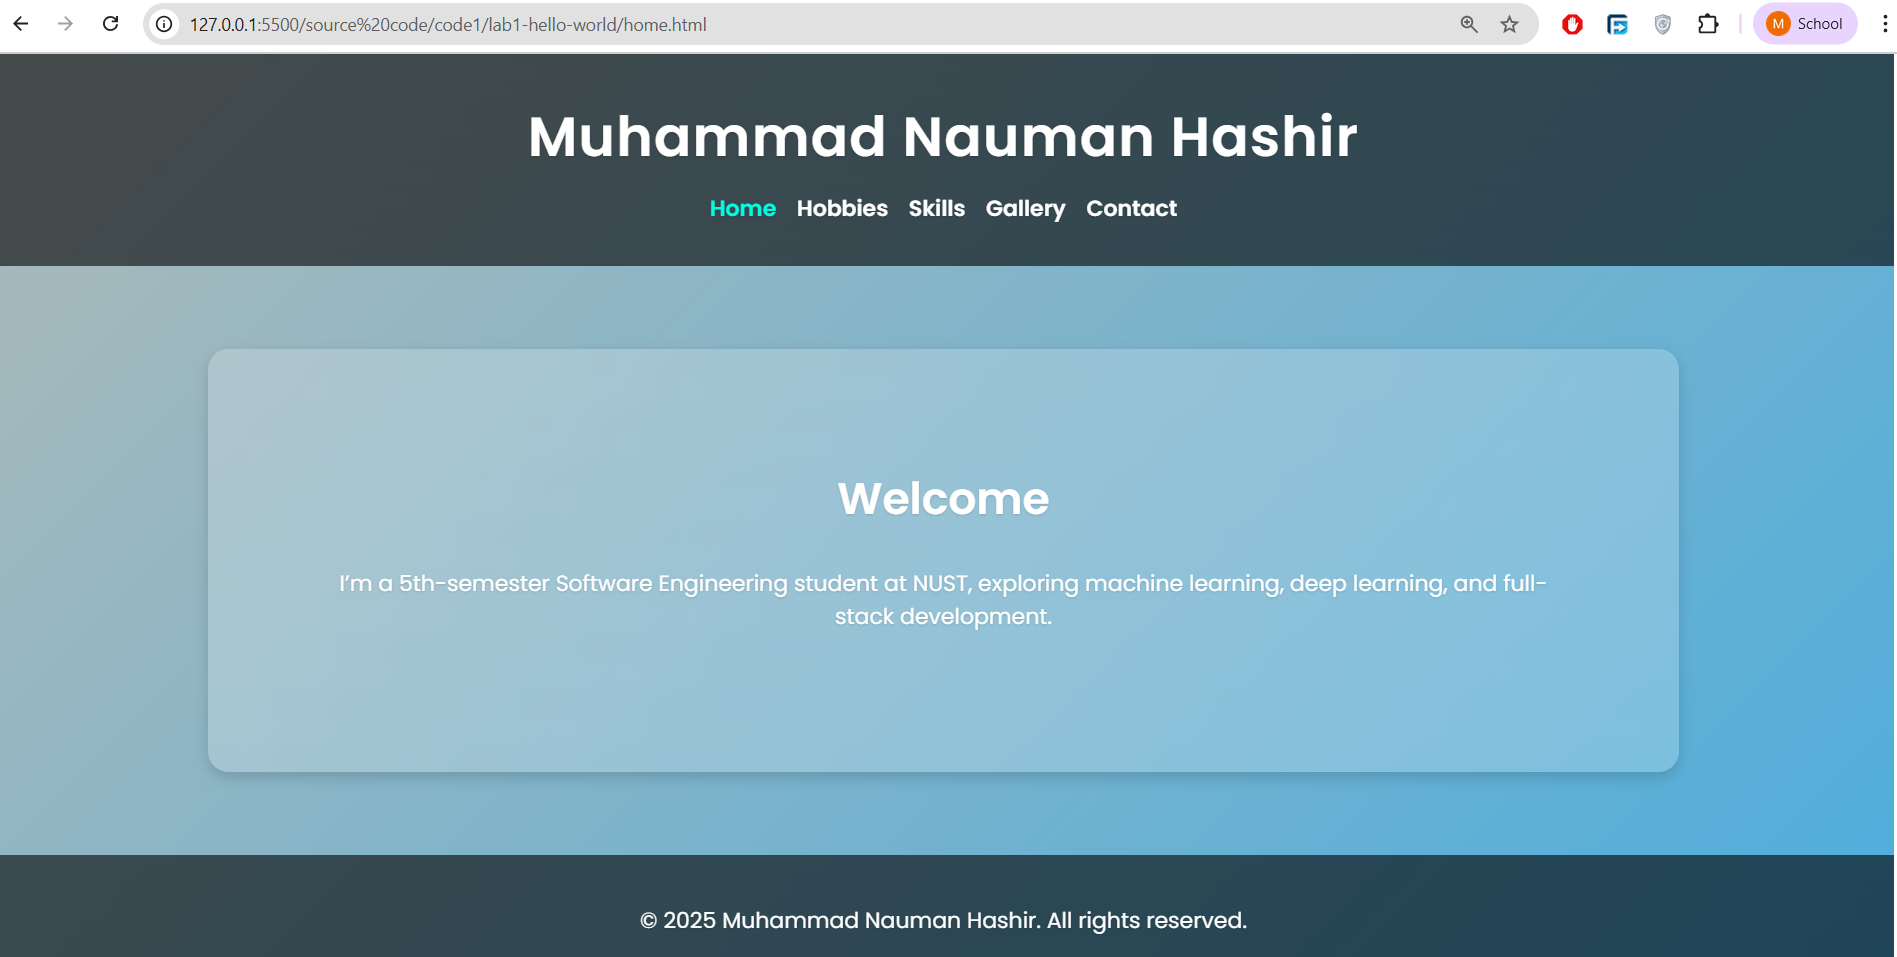 127.0.0.1:5500/source%20code/code1/lab1-hello-world/home.html
M School
Muhammad Nauman Hashir
Home Hobbies Skills Gallery Contact
Welcome
I’m a 5th-semester Software Engineering student at NUST, exploring machine learning, deep learning, and full-
stack development.
© 2025 Muhammad Nauman Hashir. All rights reserved.